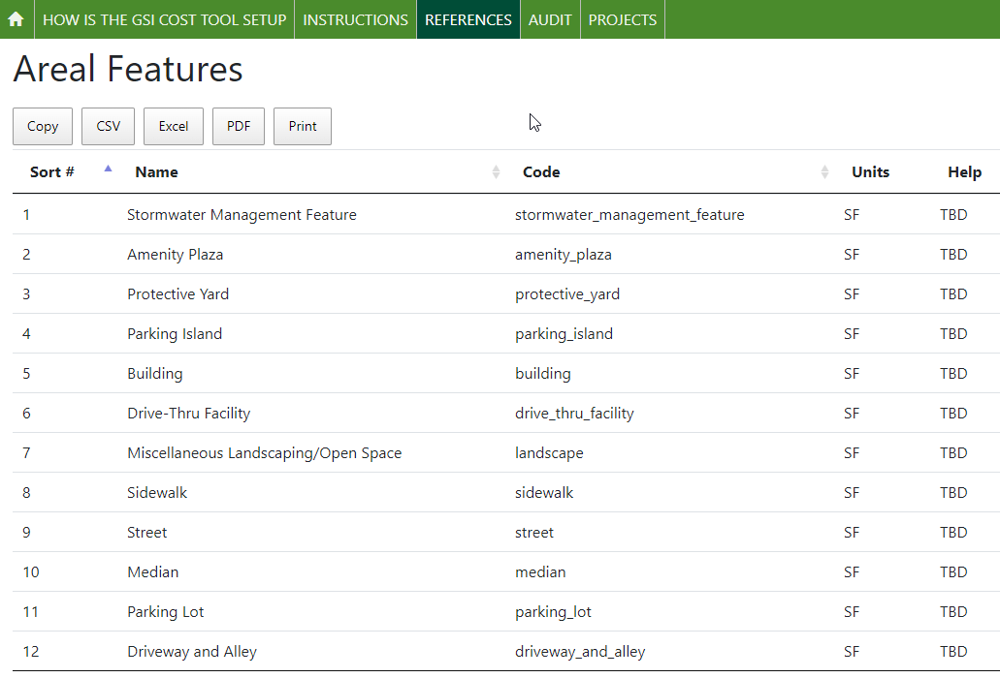 HOW IS THE GSI COST TOOL SETUP INSTRUCTIONS REFERENCES AUDIT PROJECTS
Areal Features
Copy CSV Excel PDF Print
Sort # Name Code Units Help
1 Stormwater Management Feature stormwater_management_feature SF TBD
2 Amenity Plaza amenity_plaza SF TBD
3 Protective Yard protective_yard SF TBD
4 Parking Island parking_island SF TBD
5 Building building SF TBD
6 Drive-Thru Facility drive_thru_facility SF TBD
7 Miscellaneous Landscaping/Open Space landscape SF TBD
8 Sidewalk sidewalk SF TBD
9 Street street SF TBD
10 Median median SF TBD
11 Parking Lot parking_lot SF TBD
12 Driveway and Alley driveway_and_alley SF TBD